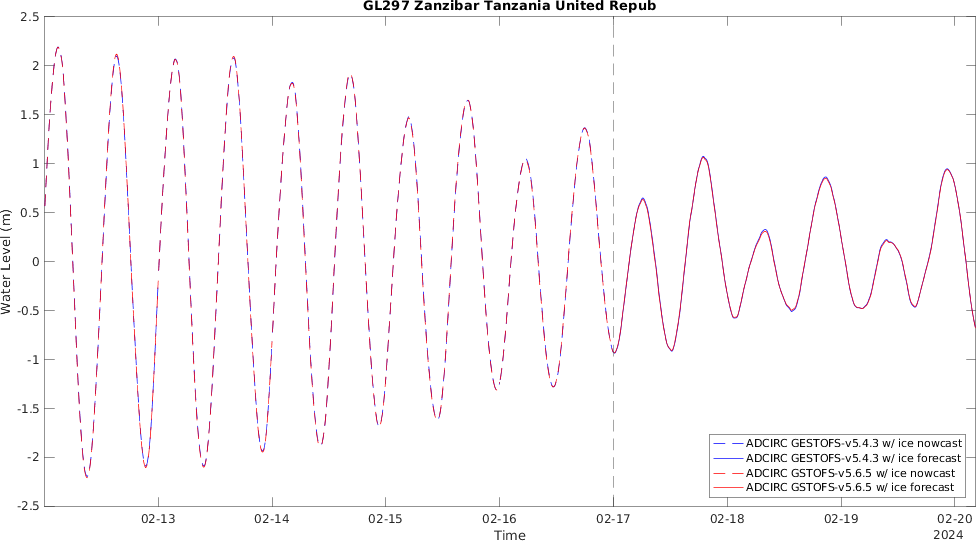 GL297 Zanzibar Tanzania United Repub
2.5
2
1.5
1
0.5
0
-0.5
-1
-1.5
-2
-2.5
Water Level (m)
ADCIRC GESTOFS-v5.4.3 w/ ice nowcast
ADCIRC GESTOFS-v5.4.3 w/ ice forecast
ADCIRC GSTOFS-v5.6.5 w/ ice nowcast
ADCIRC GSTOFS-v5.6.5 w/ ice forecast
02-13 02-14 02-15 02-16 02-17 02-18 02-19 02-20
2024
Time